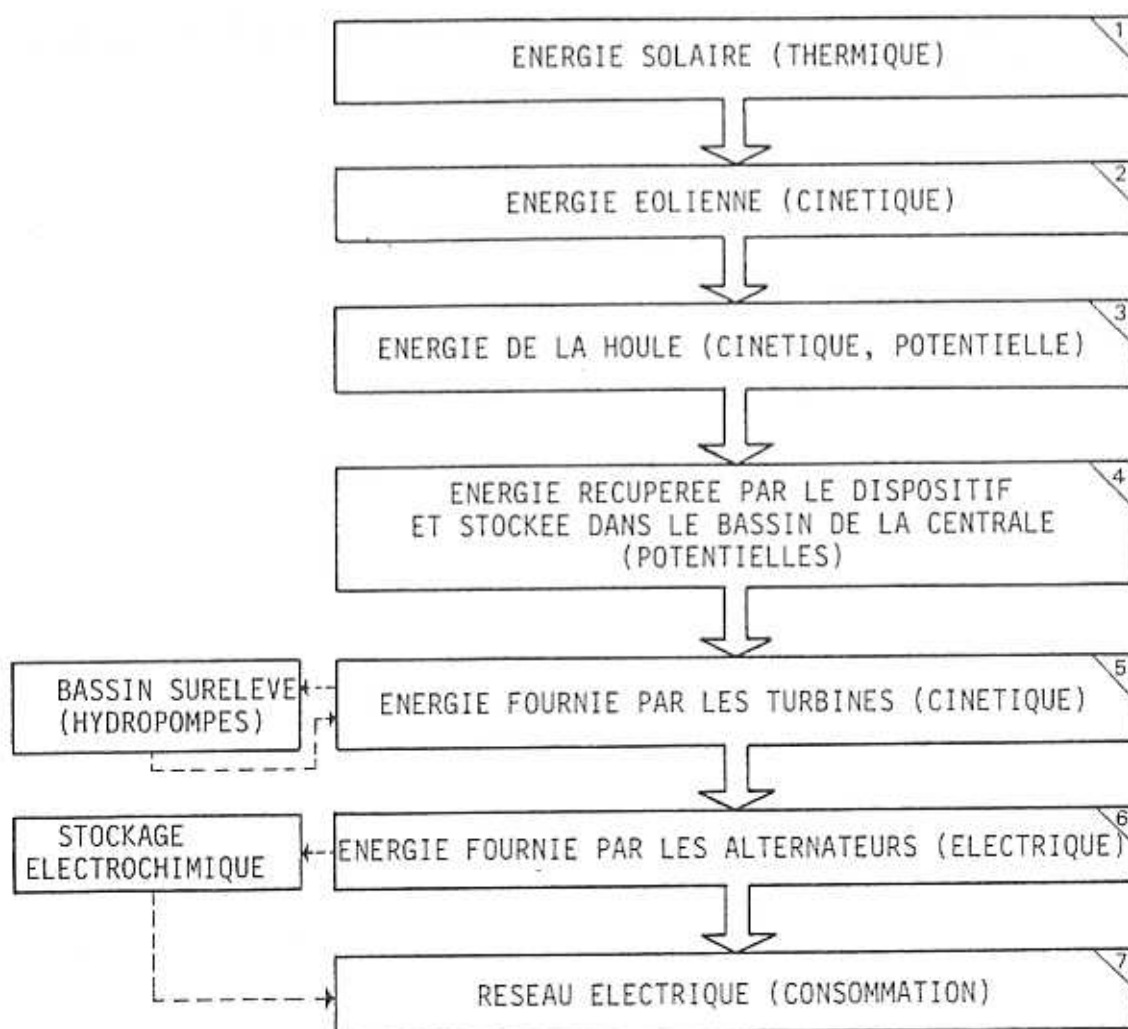 1
ENERGIE SOLAIRE (THERMIQUE)
2
ENERGIE EOLIENNE (CINETIQUE)
3
ENERGIE DE LA HOULE (CINETIQUE, POTENTIELLE)
4
ENERGIE RECUPEREE PAR LE DISPOSITIF
ET STOCKEE DANS LE BASSIN DE LA CENTRALE
(POTENTIELLES)
5
BASSIN SURELEVE
(HYDROPOMPES)
ENERGIE FOURNIE PAR LES TURBINES (CINETIQUE)
6
STOCKAGE
ELECTROCHIMIQUE
ENERGIE FOURNIE PAR LES ALTERNATEURS (ELECTRIQUE)
7
RESEAU ELECTRIQUE (CONSOMMATION)